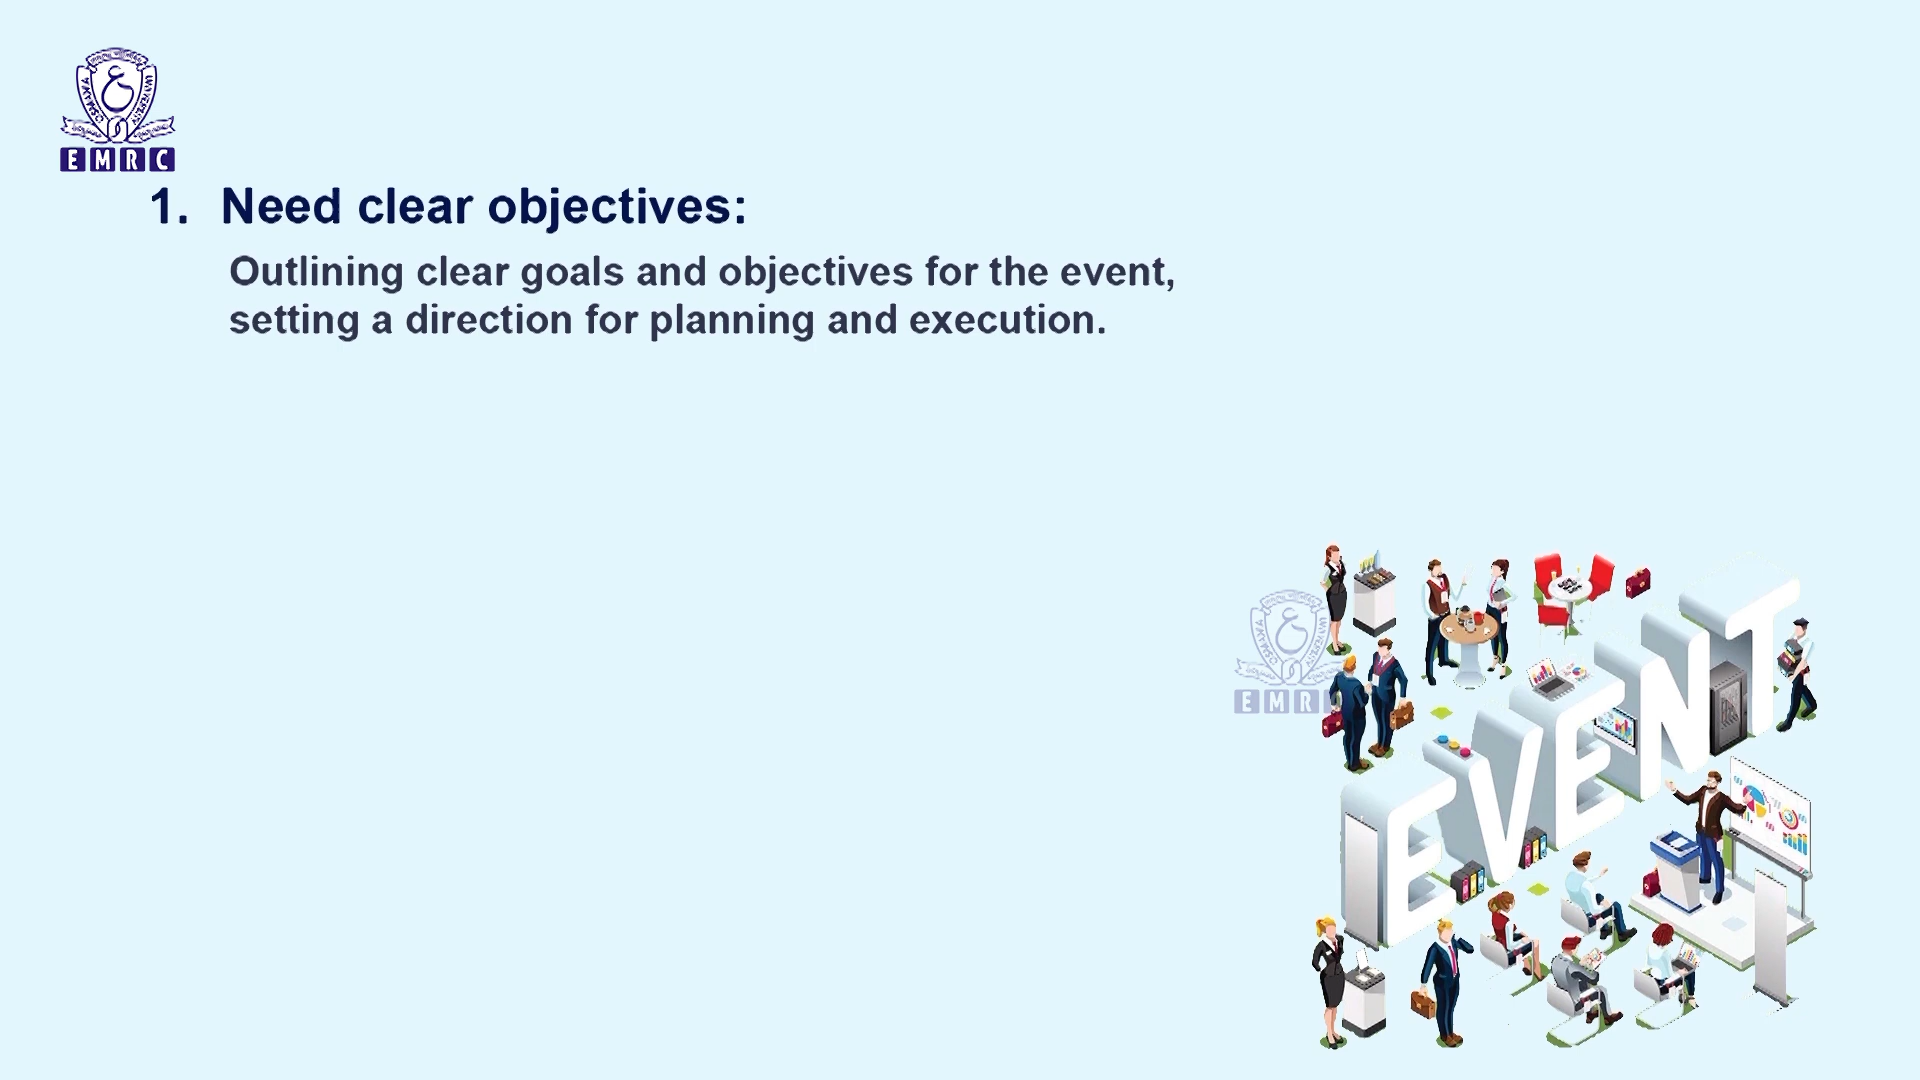 EMRC
1. Need clear objectives:
Outlining clear goals and objectives for the event,
setting a direction for planning and execution.
EMR
EVENT